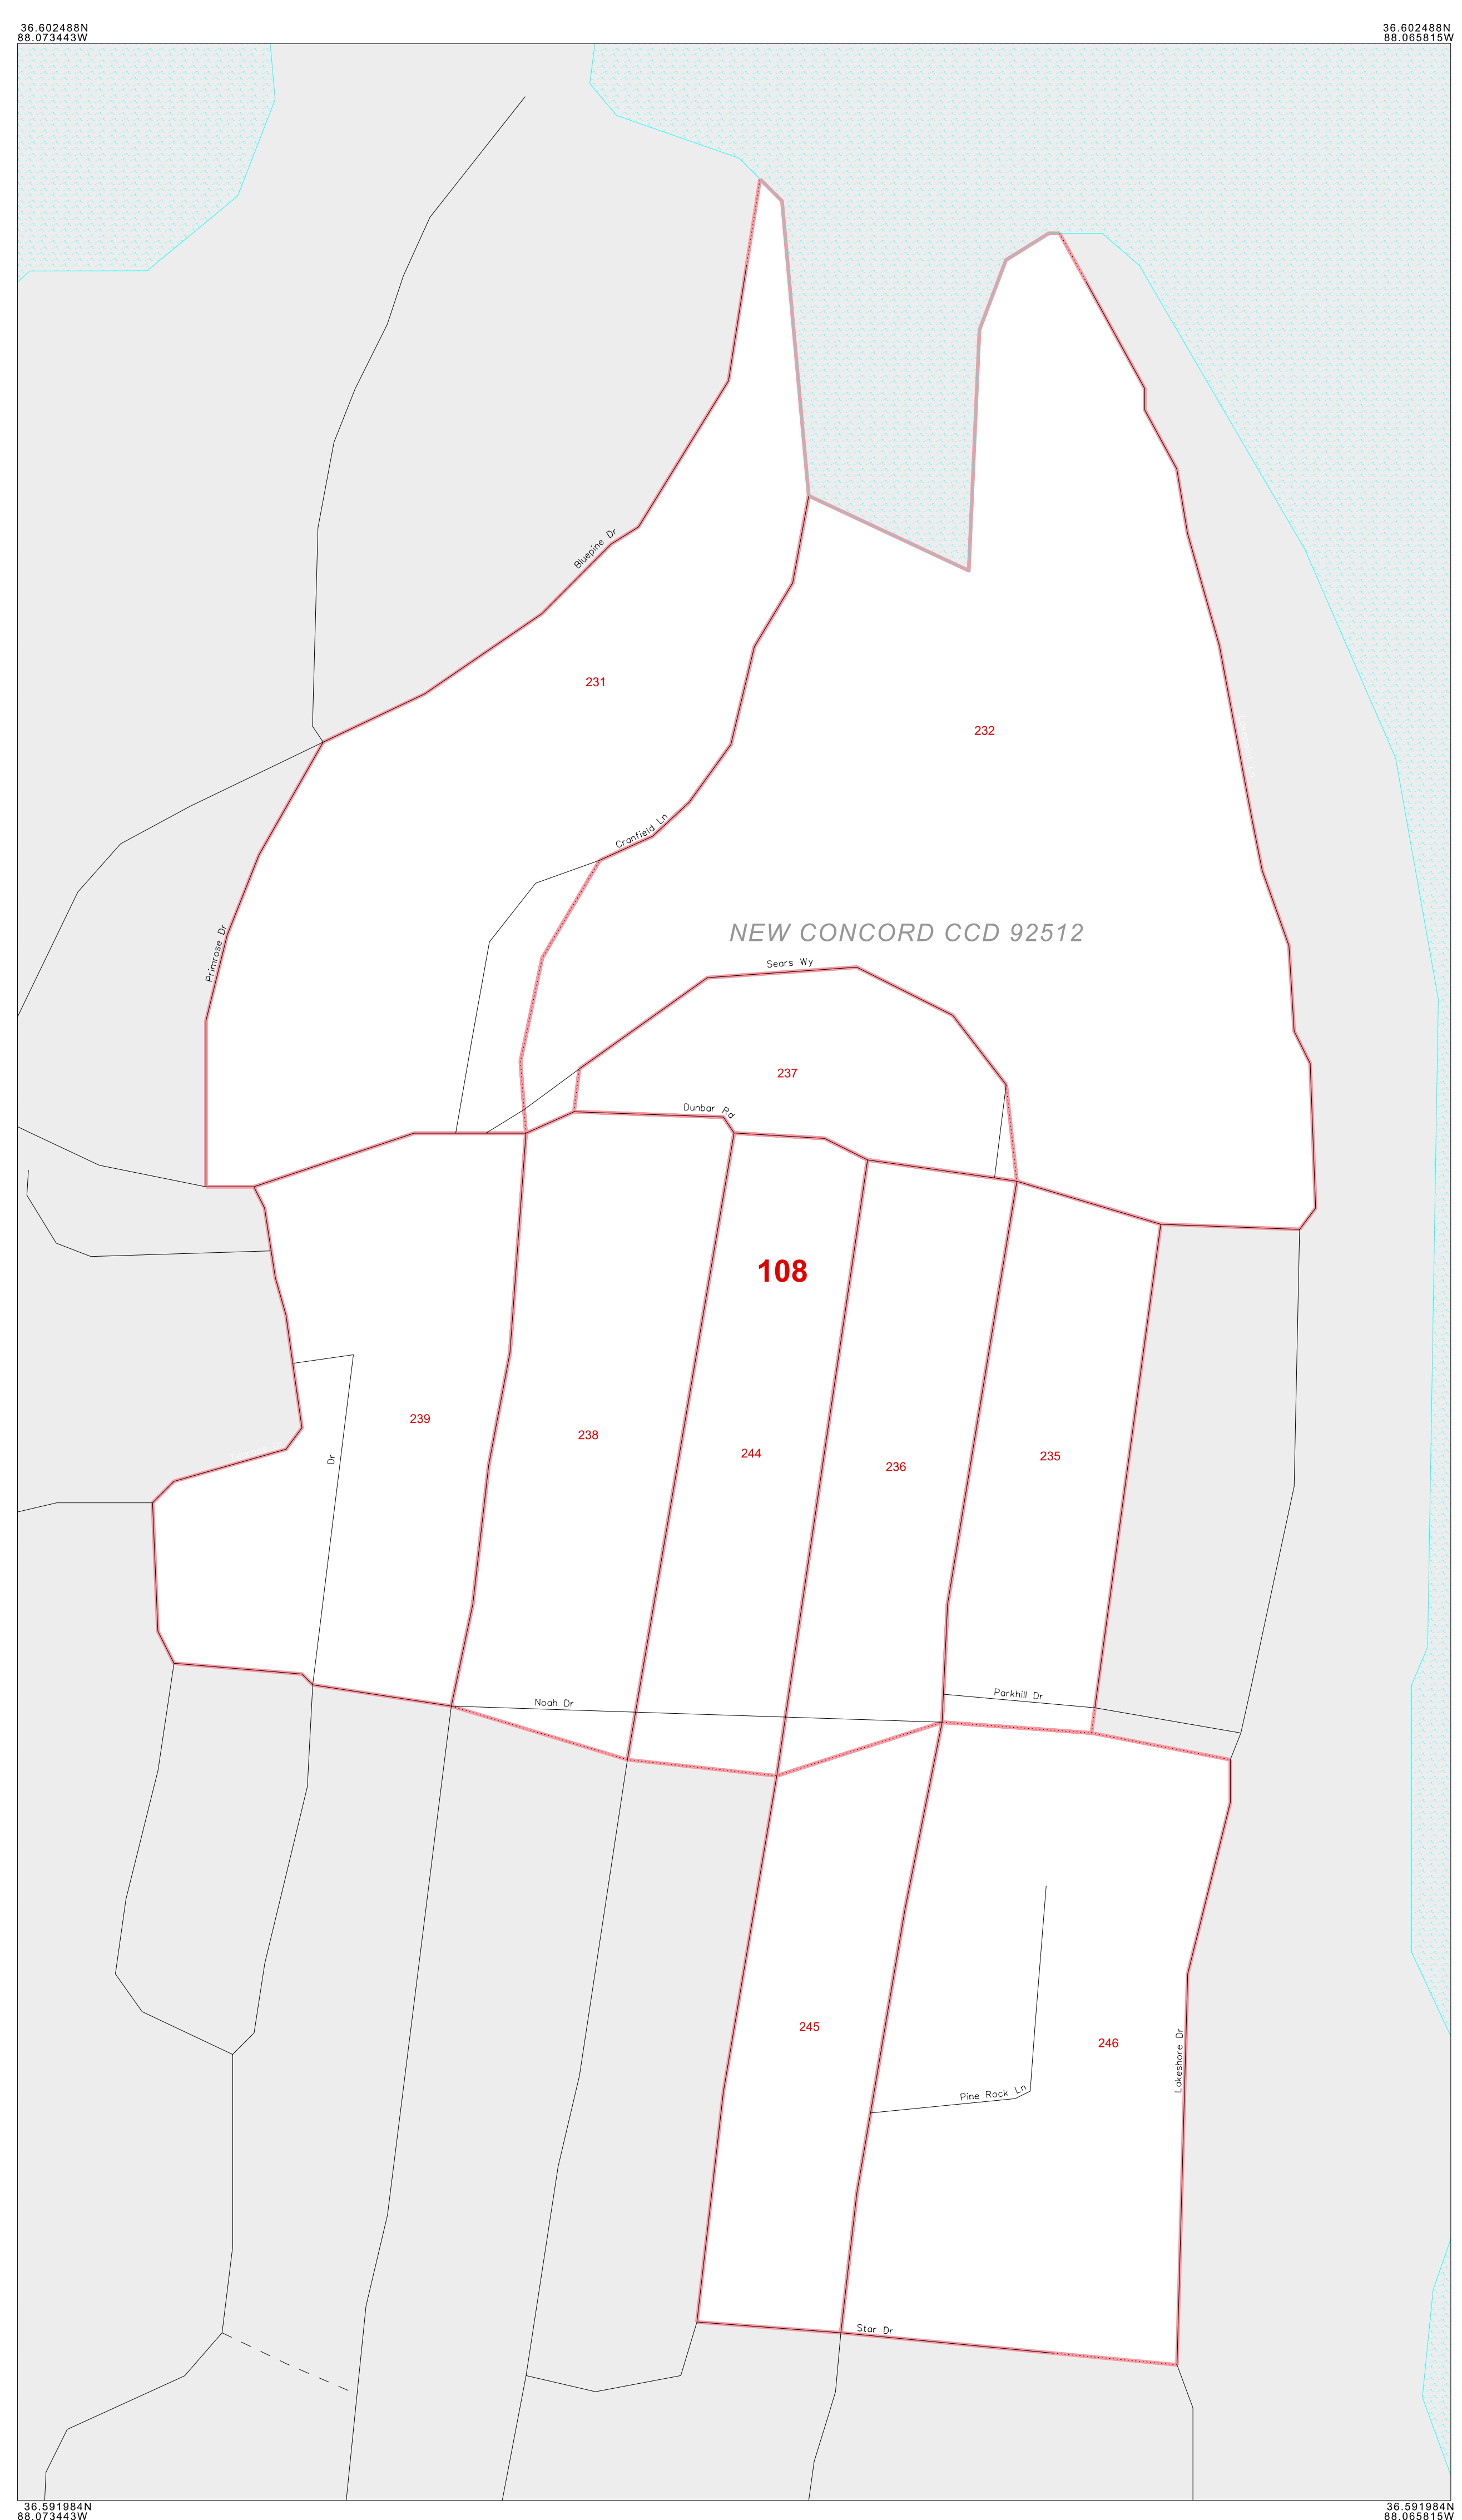 36.602488N
88.073443W
36.602488N
88.065815W
Bluepine Dr
231
232
Cranfield Ln
NEW CONCORD CCD 92512
Primrose Dr
Sears Wy
237
Dunbar Rd
108
239
238
244
236
235
Dr
Noah Dr
Parkhill Dr
245
246
Lakeshore Dr
Pine Rock Ln
Star Dr
36.591984N
88.073443W
36.591984N
88.065815W